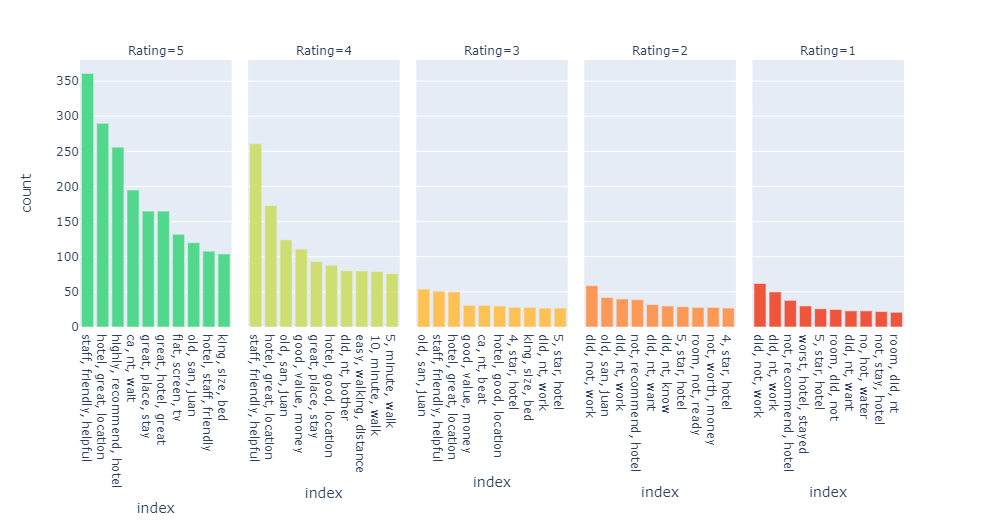 Rating=5
Rating=4
Rating=3
Rating=2
Rating=1
count
350
300
250
200
150
100
50
0
staff, friendly, helpful
hotel, great, location
highly, recommend, hotel
ca, nt, wait
great, place, stay
great, hotel, great
flat, screen, tv
old, san, juan
hotel, staff, friendly
king, size, bed
index
staff, friendly, helpful
hotel, great, location
old, san, juan
good, value, money
great, place, stay
hotel, good, location
did, nt, bother
easy, walking, distance
10, minute, walk
5, minute, walk
index
old, san, juan
staff, friendly, helpful
hotel, great, location
good, value, money
ca, nt, beat
hotel, good, location
4, star, hotel
king, size, bed
did, nt, work
5, star, hotel
index
did, not, work
old, san, juan
did, nt, work
not, recommend, hotel
did, nt, want
did, nt, know
5, star, hotel
room, not, ready
not, worth, money
4, star, hotel
index
did, not, work
did, nt, work
not, recommend, hotel
worst, hotel, stayed
5, star, hotel
room, did, not
did, nt, want
no, hot, water
not, stay, hotel
room, did, nt
index